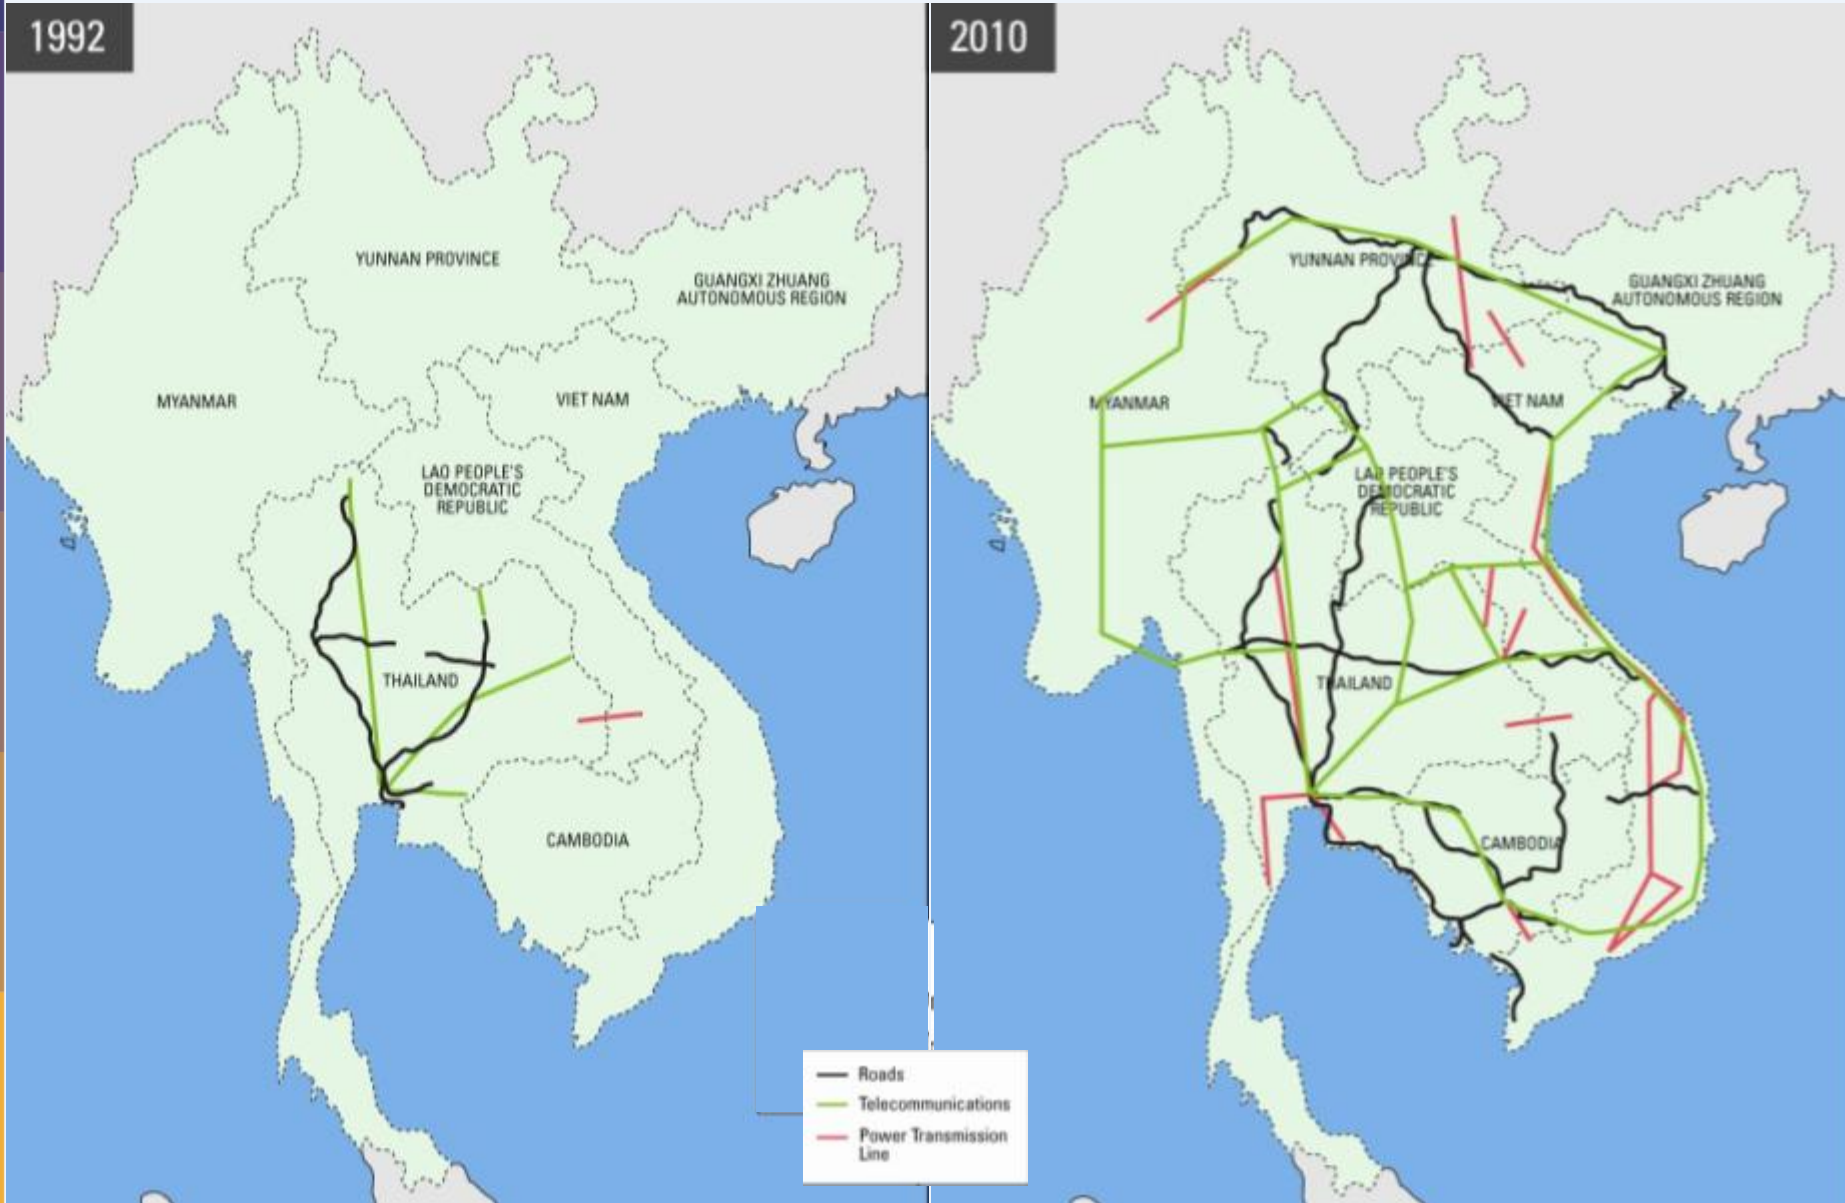 1992
YUNNAN PROVINCE
GUANGXI ZHUANG
AUTONOMOUS REGION
MYANMAR
VIET NAM
LAO PEOPLE'S
DEMOCRATIC
REPUBLIC
THAILAND
CAMBODIA
2010
YUNNAN PROVINCE
GUANGXI ZHUANG
AUTONOMOUS REGION
MYANMAR
VIET NAM
LAO PEOPLE'S
DEMOCRATIC
REPUBLIC
THAILAND
CAMBODIA
Roads
Telecommunications
Power Transmission
Line